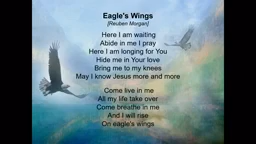 Eagle's Wings
[Reuben Morgan]
Here I am waiting
Abide in me I pray
Here I am longing for You
Hide me in Your love
Bring me to my knees
May I know Jesus more and more
Come live in me
All my life take over
Come breathe in me
And I will rise
On eagle's wings